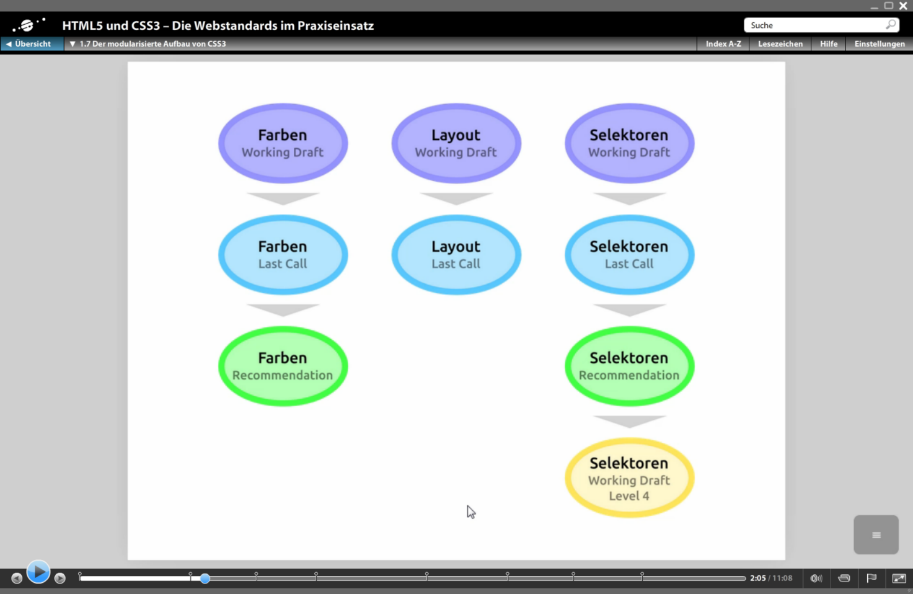 HTML5 und CSS3 – Die Webstandards im Praxiseinsatz
Suche
Übersicht
1.7 Der modularisierte Aufbau von CSS3
Index A-Z
Lesezeichen
Hilfe
Einstellungen
Farben
Working Draft
Layout
Working Draft
Selektoren
Working Draft
Farben
Last Call
Layout
Last Call
Selektoren
Last Call
Farben
Recommendation
Selektoren
Recommendation
Selektoren
Working Draft
Level 4
2:05 / 11:08